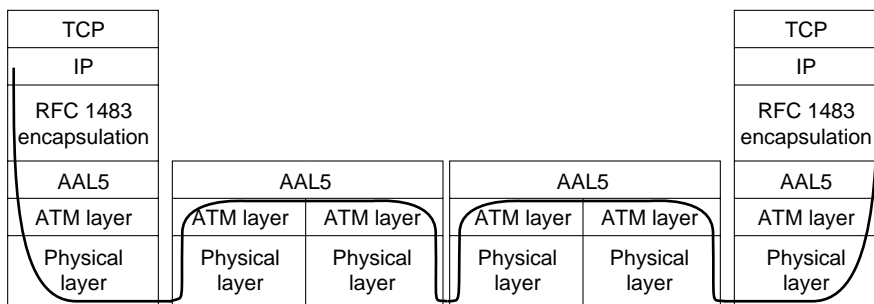 TCP
TCP
IP
IP
RFC 1483
encapsulation
RFC 1483
encapsulation
AAL5
AAL5
AAL5
AAL5
ATM layer
ATM layer
ATM layer
ATM layer
ATM layer
ATM layer
Physical
layer
Physical
layer
Physical
layer
Physical
layer
Physical
layer
Physical
layer